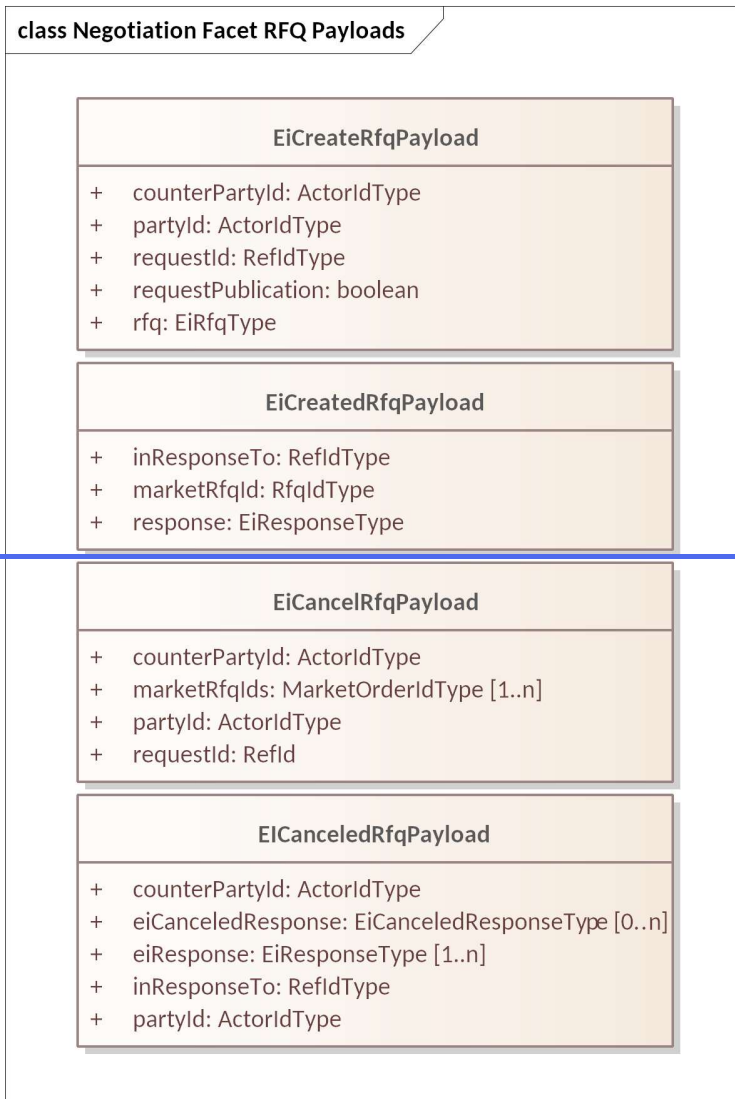 class Negotiation Facet RFQ Payloads
EiCreateRfqPayload
+ counterPartyId: ActorIdType
+ partyId: ActorIdType
+ requestId: RefIdType
+ requestPublication: boolean
+ rfq: EiRfqType
EiCreatedRfqPayload
+ inResponseTo: RefIdType
+ marketRfqId: RfqIdType
+ response: EiResponseType
EiCancelRfqPayload
+ counterPartyId: ActorIdType
+ marketRfqIds: MarketOrderIdType [1..n]
+ partyId: ActorIdType
+ requestId: RefId
EICanceledRfqPayload
+ counterPartyId: ActorIdType
+ eiCanceledResponse: EiCanceledResponseType [0..n]
+ eiResponse: EiResponseType [1..n]
+ inResponseTo: RefIdType
+ partyId: ActorIdType